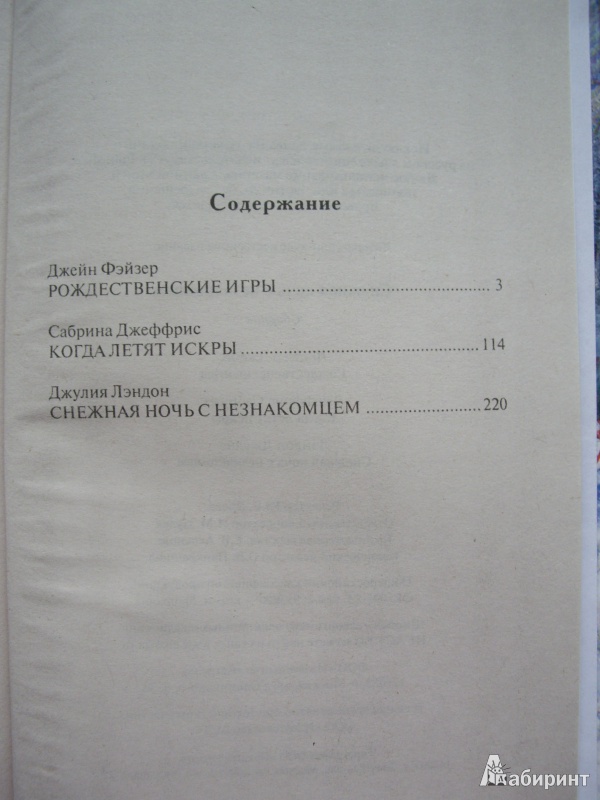 Содержание
Джейн Фэйзер
РОЖДЕСТВЕНСКИЕ ИГРЫ ........................................ 3
Сабрина Джеффрис
КОГДА ЛЕТЯТ ИСКРЫ ............................................... 114
Джулия Лэндон
СНЕЖНАЯ НОЧЬ С НЕЗНАКОМЦЕМ ..................... 220
Лабиринт